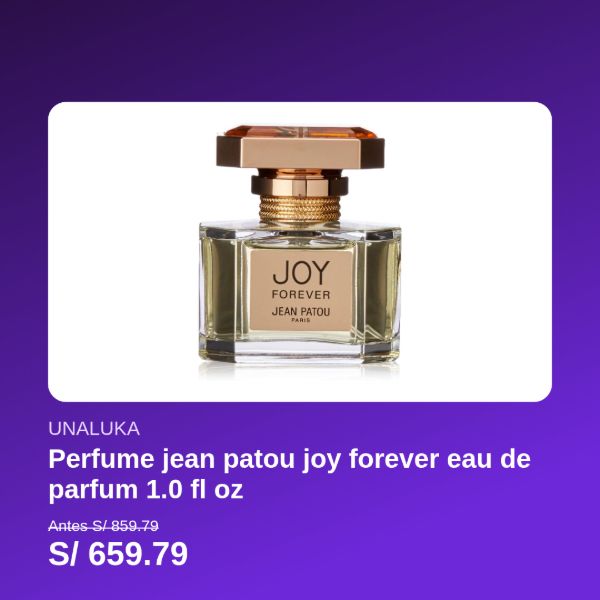 JOY
FOREVER
JEAN PATOU
PARIS
UNALUKA
Perfume jean patou joy forever eau de
parfum 1.0 fl oz
Antes S/ 859.79
S/ 659.79